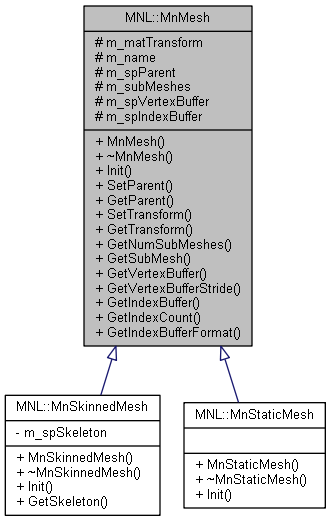 MNL::MnMesh
# m_matTransform
# m_name
# m_spParent
# m_subMeshes
# m_spVertexBuffer
# m_spIndexBuffer
+ MnMesh()
+ ~MnMesh()
+ Init()
+ SetParent()
+ GetParent()
+ SetTransform()
+ GetTransform()
+ GetNumSubMeshes()
+ GetSubMesh()
+ GetVertexBuffer()
+ GetVertexBufferStride()
+ GetIndexBuffer()
+ GetIndexCount()
+ GetIndexBufferFormat()
MNL::MnSkinnedMesh
- m_spSkeleton
+ MnSkinnedMesh()
+ ~MnSkinnedMesh()
+ Init()
+ GetSkeleton()
MNL::MnStaticMesh
+ MnStaticMesh()
+ ~MnStaticMesh()
+ Init()